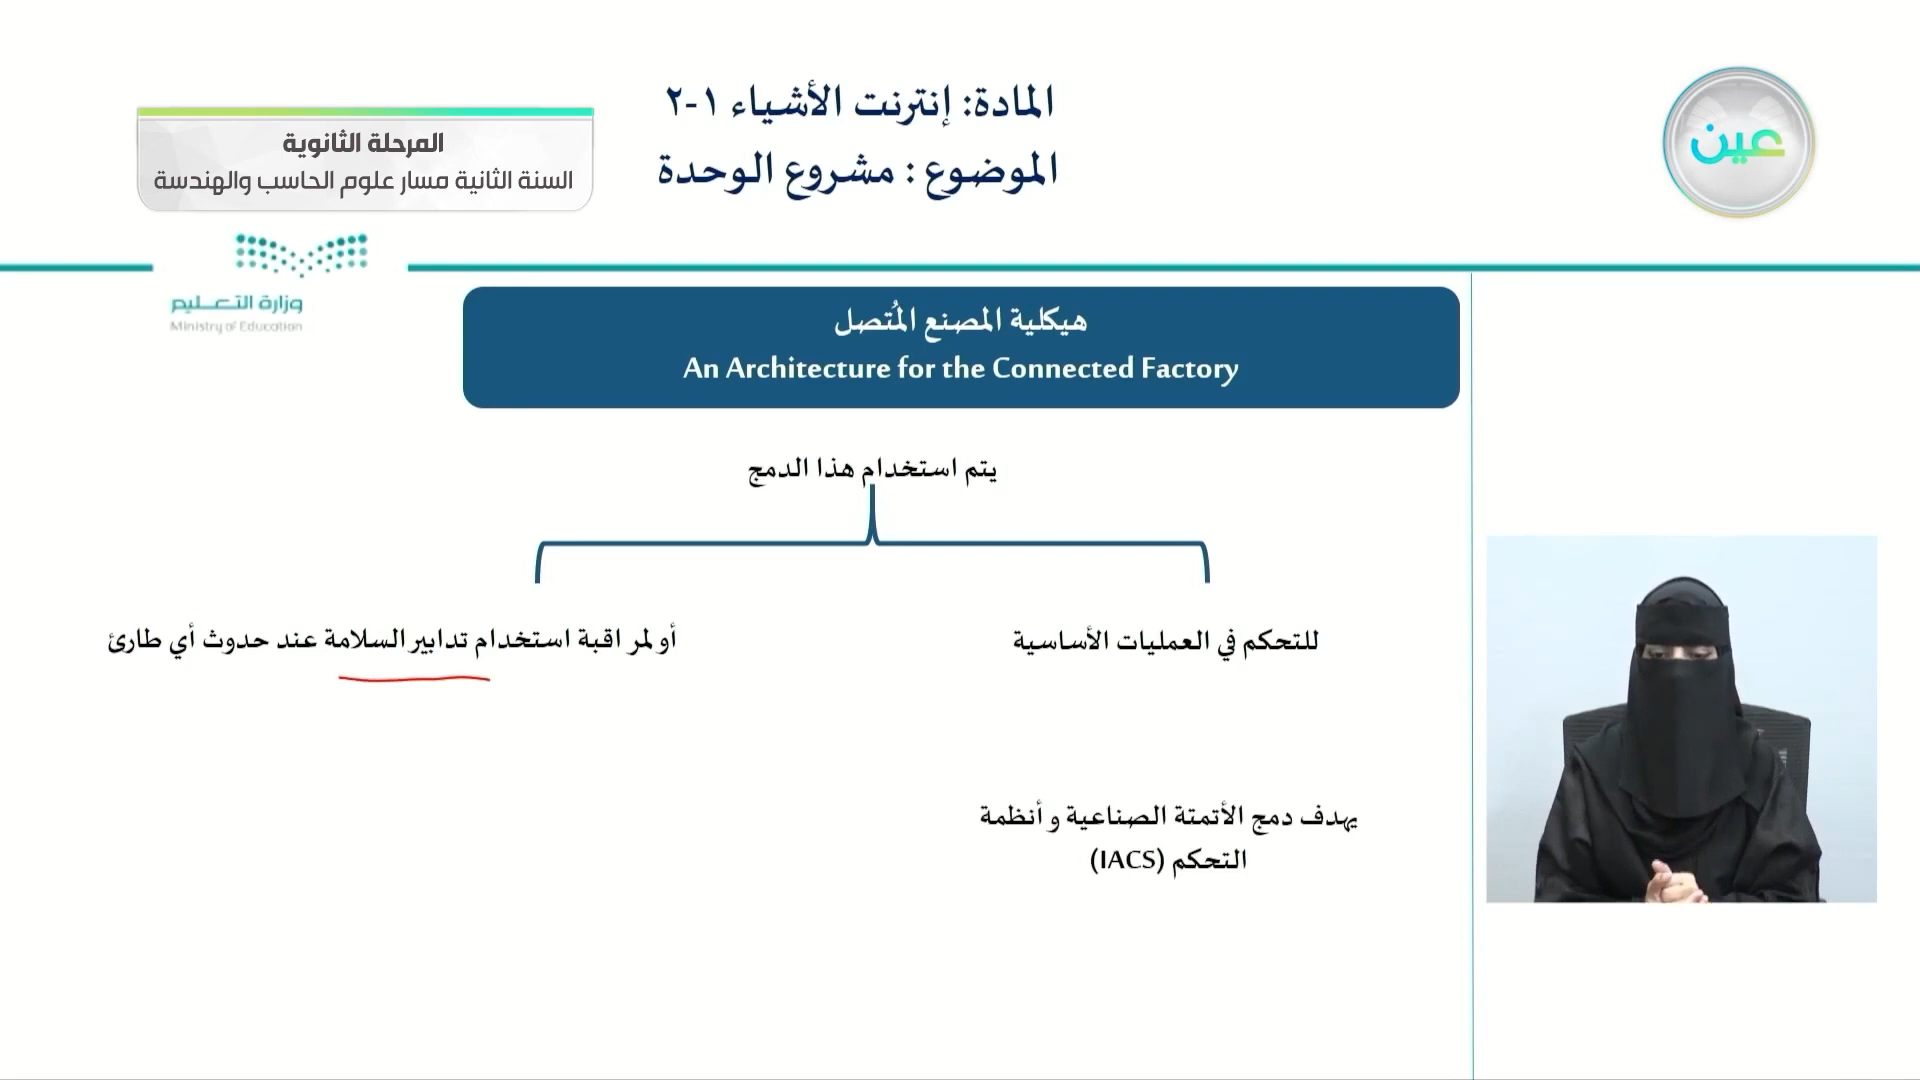 المادة: إنترنت الأشياء ١-٢
الموضوع : مشروع الوحدة
عين
المرحلة الثانوية
السنة الثانية مسار علوم الحاسب والهندسة
وزارة التعليم
Ministry of Education
هيكلية المصنع المُتصل
An Architecture for the Connected Factory
يتم استخدام هذا الدمج
للتحكم في العمليات الأساسية
أو لمراقبة استخدام تدابير السلامة عند حدوث أي طارئ
يهدف دمج الأتمتة الصناعية وأنظمة
التحكم (IACS)